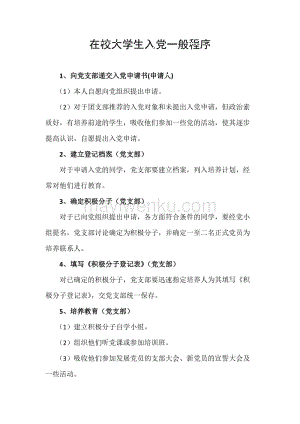 在校大学生入党一般程序
1、向党支部递交入党申请书(申请人)
（1）本人自愿向党组织提出申请。
（2）对于团支部推荐的入党对象和未提出入党申请，但政治素
质好，有培养前途的学生，吸收他们参加一些党的活动，使其逐步
提高认识，自愿提出入党申请。
2、建立登记档案（党支部）
对于申请入党的同学，党支部要建立档案，列入培养计划，经
常对他们进行教育。
3、确定积极分子（党支部）
对于已向党组织提出申请，各方面符合条件的同学，要经党小
组提名，党支部讨论确定为积极分子，并确定一至二名正式党员为
培养联系人。
4、填写《积极分子登记表》（党支部）
对已确定的积极分子，党支部要迅速指定培养人为其填写《积
极分子登记表》，交党支部统一保存。
5、培养教育（党支部）
（1）建立积极分子自学小组。
（2）组织他们听党课或参加培训班。
（3）吸收他们参加发展党员的支部大会、新党员的宣誓大会及
一些活动。